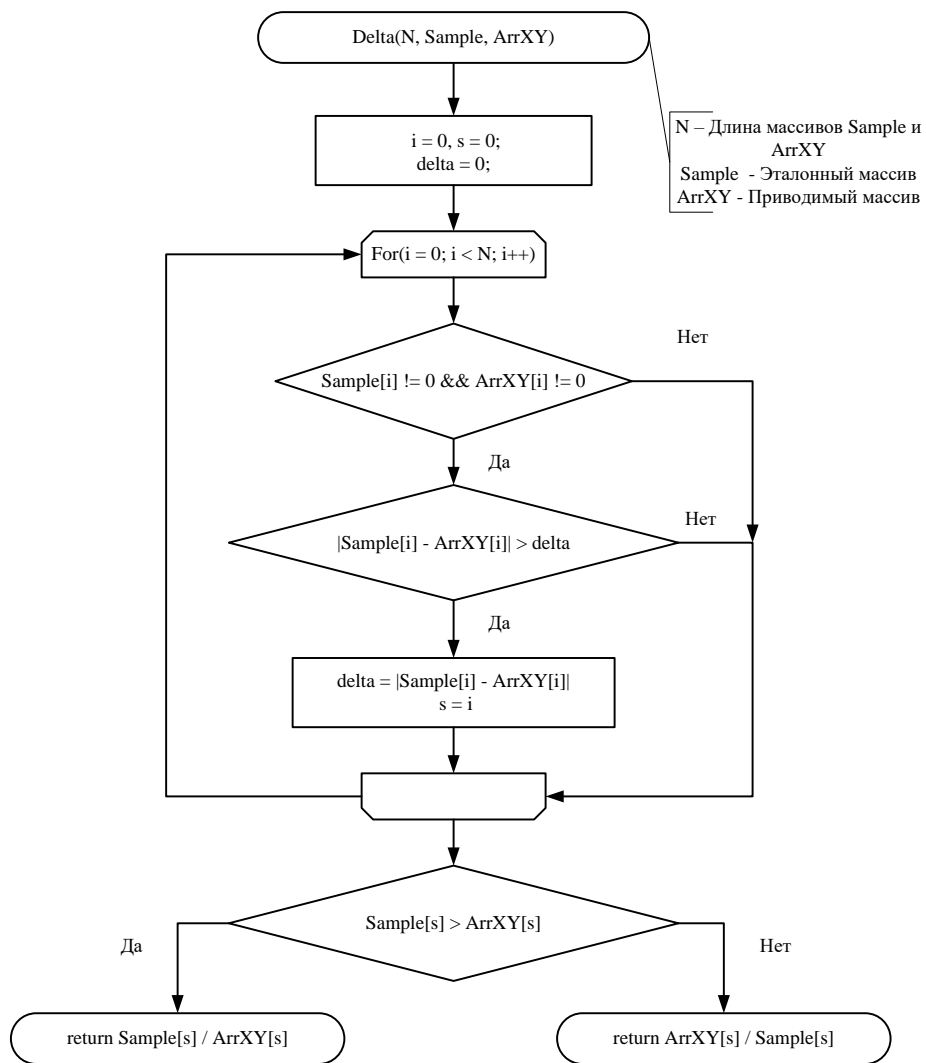 Delta(N, Sample, ArrXY)
N – Длина массивов Sample и
ArrXY
Sample - Эталонный массив
ArrXY - Приводимый массив
i = 0, s = 0;
delta = 0;
For(i = 0; i < N; i++)
Нет
Sample[i] != 0 && ArrXY[i] != 0
Да
Нет
|Sample[i] - ArrXY[i]| > delta
Да
delta = |Sample[i] - ArrXY[i]|
s = i
Sample[s] > ArrXY[s]
Да
Нет
return Sample[s] / ArrXY[s]
return ArrXY[s] / Sample[s]